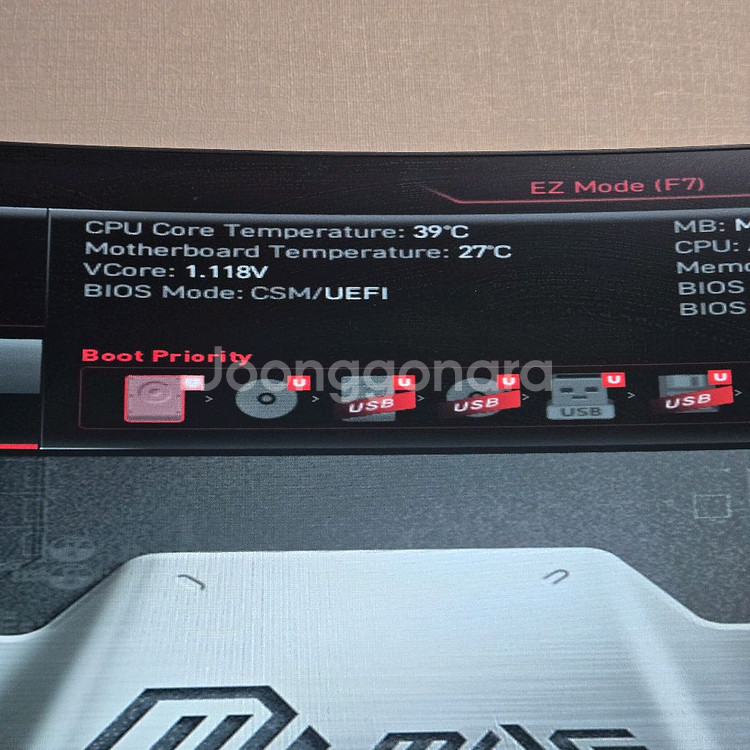 EZ Mode (F7)
CPU Core Temperature: 39°C
Motherboard Temperature: 27°C
VCore: 1.118V
BIOS Mode: CSM/UEFI
MB:
CPU:
BIOS
BIOS
Boot Priority
Joonggonara
U U U U U U
USB USB USB USB